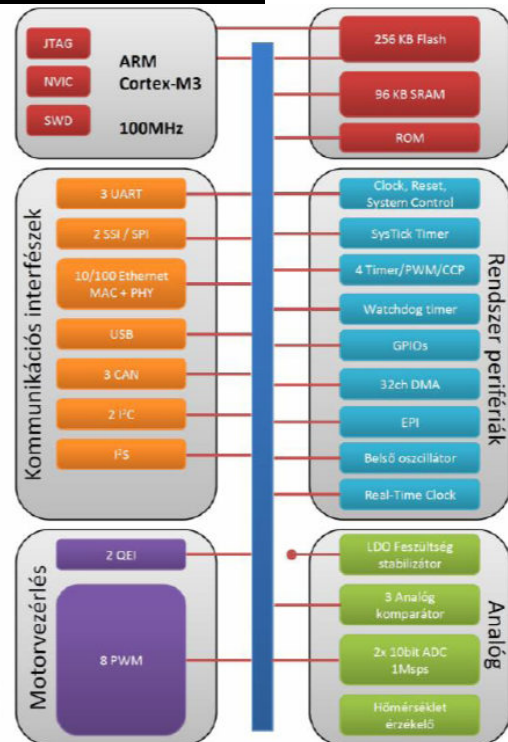 JTAG
NVIC
SWD
ARM
Cortex-M3
100MHz
256 KB Flash
96 KB SRAM
ROM
Kommunikációs interfészek
3 UART
2 SSI / SPI
10/100 Ethernet
MAC + PHY
USB
3 CAN
2 I²C
I²S
Rendszer perifériák
Clock, Reset,
System Control
SysTick Timer
4 Timer/PWM/CCP
Watchdog timer
GPIOs
32ch DMA
EPI
Belső oszcillátor
Real-Time Clock
Motorvezérlés
2 QEI
8 PWM
Analóg
LDO Feszültség
stabilizátor
3 Analóg
komparátor
2x 10bit ADC
1Msps
Hőmérséklet
érzékelő